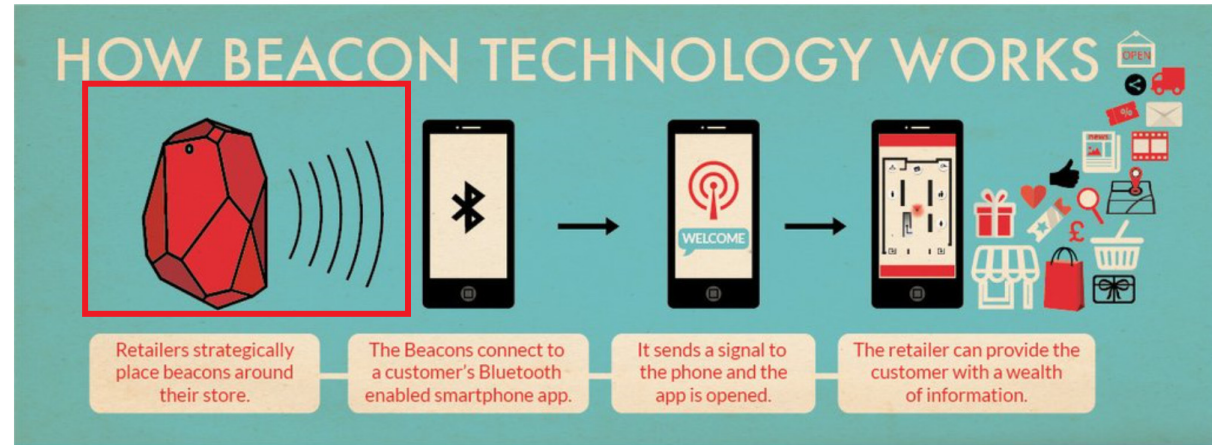 HOW BEACON TECHNOLOGY WORKS
OPEN
%
NEWS
WELCOME
£
Retailers strategically
place beacons around
their store.
The Beacons connect to
a customer's Bluetooth
enabled smartphone app.
It sends a signal to
the phone and the
app is opened.
The retailer can provide the
customer with a wealth
of information.